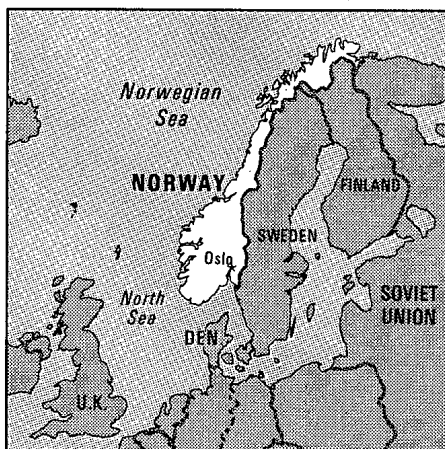 Norwegian
Sea
NORWAY
FINLAND
Oslo
SWEDEN
North
Sea
SOVIET
UNION
DEN.
U.K.